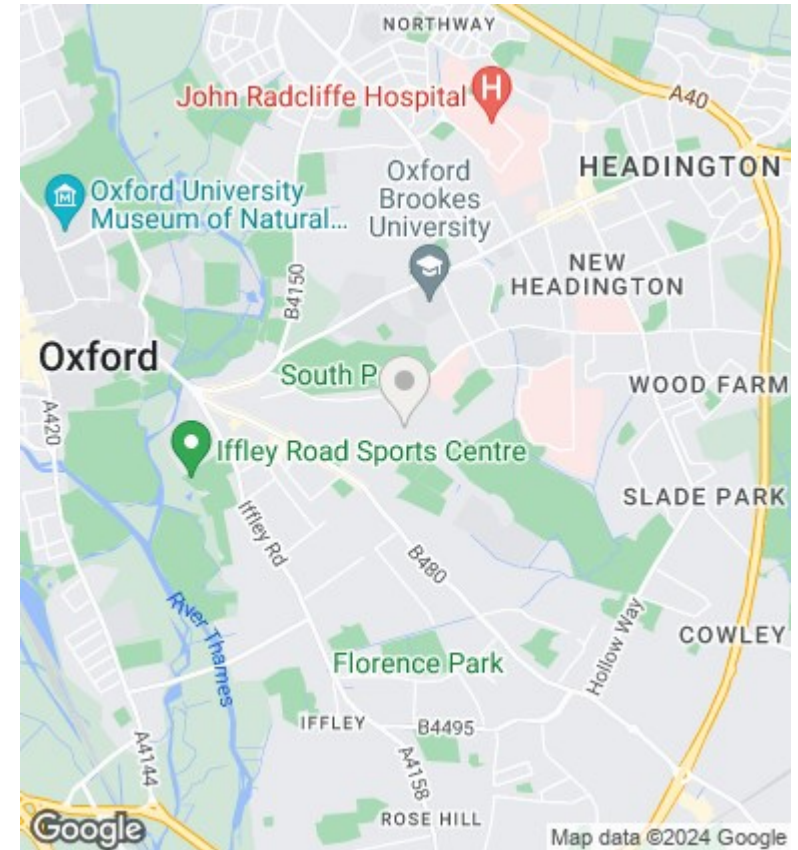 NORTHWAY
John Radcliffe Hospital
H
A40
HEADINGTON
Oxford University
Museum of Natural...
Oxford
Brookes
University
NEW
HEADINGTON
B4150
Oxford
South P
WOOD FARM
A420
Iffley Road Sports Centre
SLADE PARK
Iffley Rd
B480
River Thames
Hollow Way
COWLEY
Florence Park
IFFLEY
B4495
A4144
A4158
ROSE HILL
Google
Map data ©2024 Google